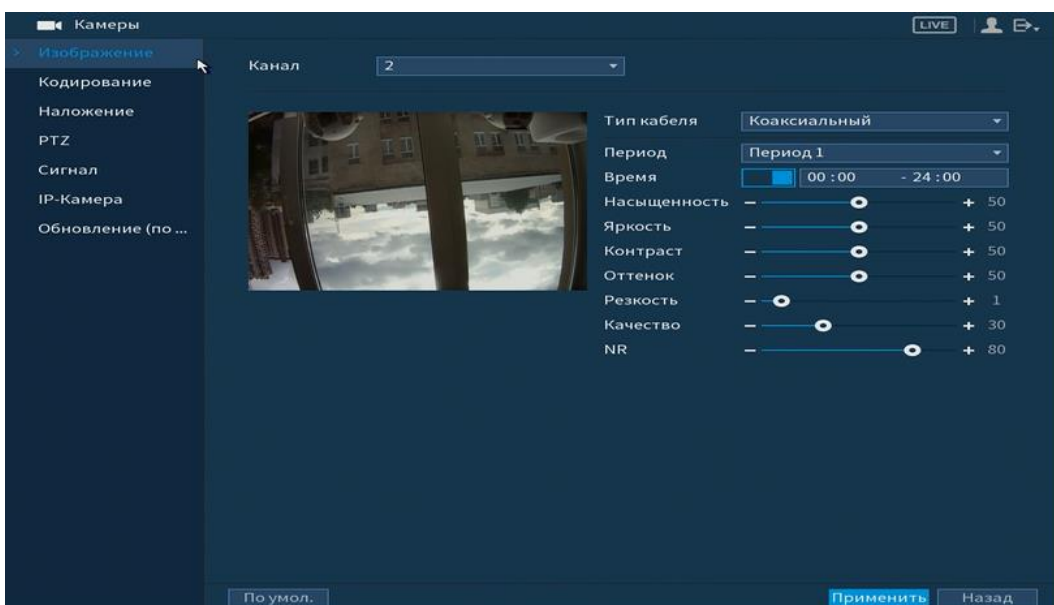 Камеры
LIVE
> Изображение
Кодирование
Наложение
PTZ
Сигнал
IP-Камера
Обновление (по ...
Канал 2
Тип кабеля Коаксиальный
Период Период 1
Время 00 : 00 - 24 : 00
Насыщенность 50
Яркость 50
Контраст 50
Оттенок 50
Резкость 1
Качество 30
NR 80
По умол. Применить Назад